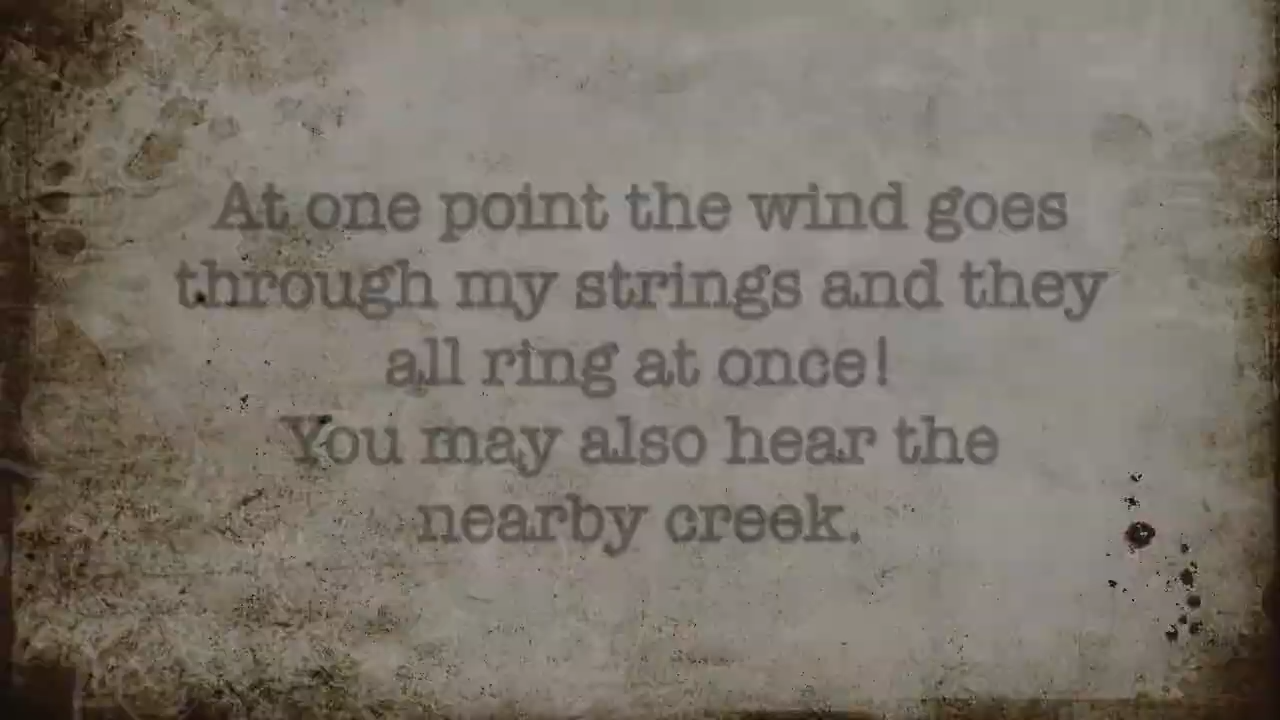 At one point the wind goes
through my strings and they
all ring at once!
You may also hear the
nearby creek.